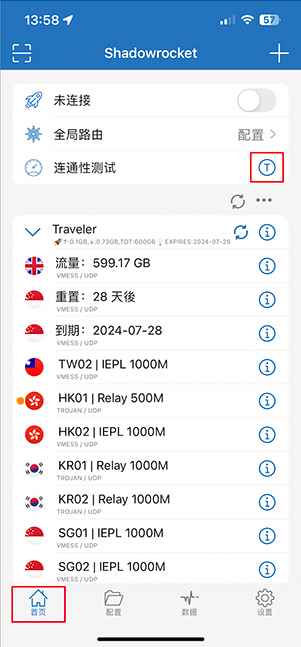 13:58
Shadowrocket
未连接
全局路由 配置
连通性测试 T
Traveler
🚀↑:0.1GB,↓:0.73GB,TOT:600GB💡EXPIRES:2024-07-28
流量：599.17 GB
VMESS / UDP
重置：28 天後
VMESS / UDP
到期：2024-07-28
VMESS / UDP
TW02 | IEPL 1000M
VMESS / UDP
HK01 | Relay 500M
TROJAN / UDP
HK02 | IEPL 1000M
VMESS / UDP
KR01 | Relay 1000M
TROJAN / UDP
KR02 | Relay 1000M
TROJAN / UDP
SG01 | IEPL 1000M
VMESS / UDP
SG02 | IEPL 1000M
VMESS / UDP
首页 配置 数据 设置